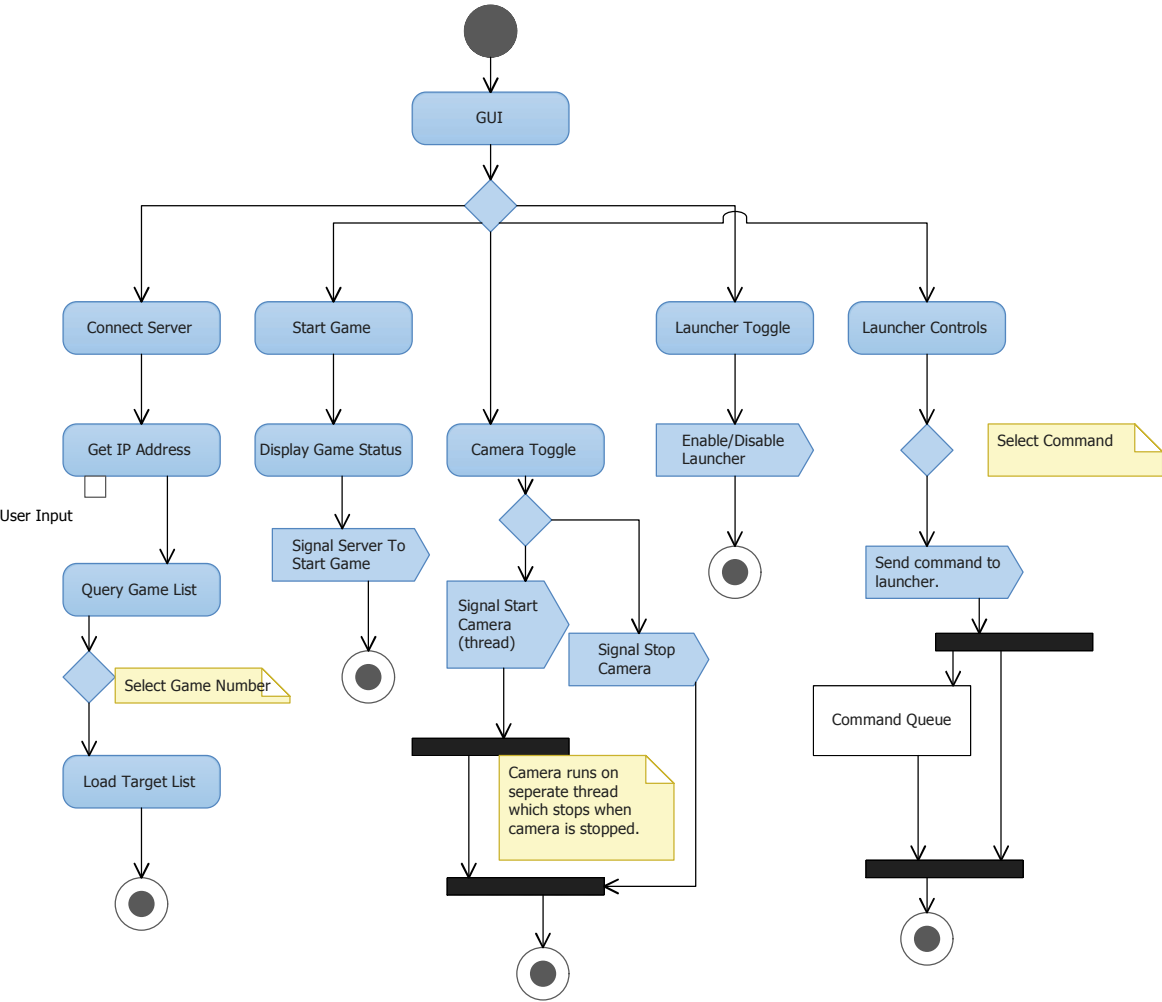 GUI
Connect Server
Start Game
Launcher Toggle
Launcher Controls
Get IP Address
Display Game Status
Camera Toggle
Enable/Disable
Launcher
Select Command
User Input
Signal Server To
Start Game
Send command to
launcher.
Query Game List
Signal Start
Camera
(thread)
Signal Stop
Camera
Select Game Number
Command Queue
Load Target List
Camera runs on
seperate thread
which stops when
camera is stopped.